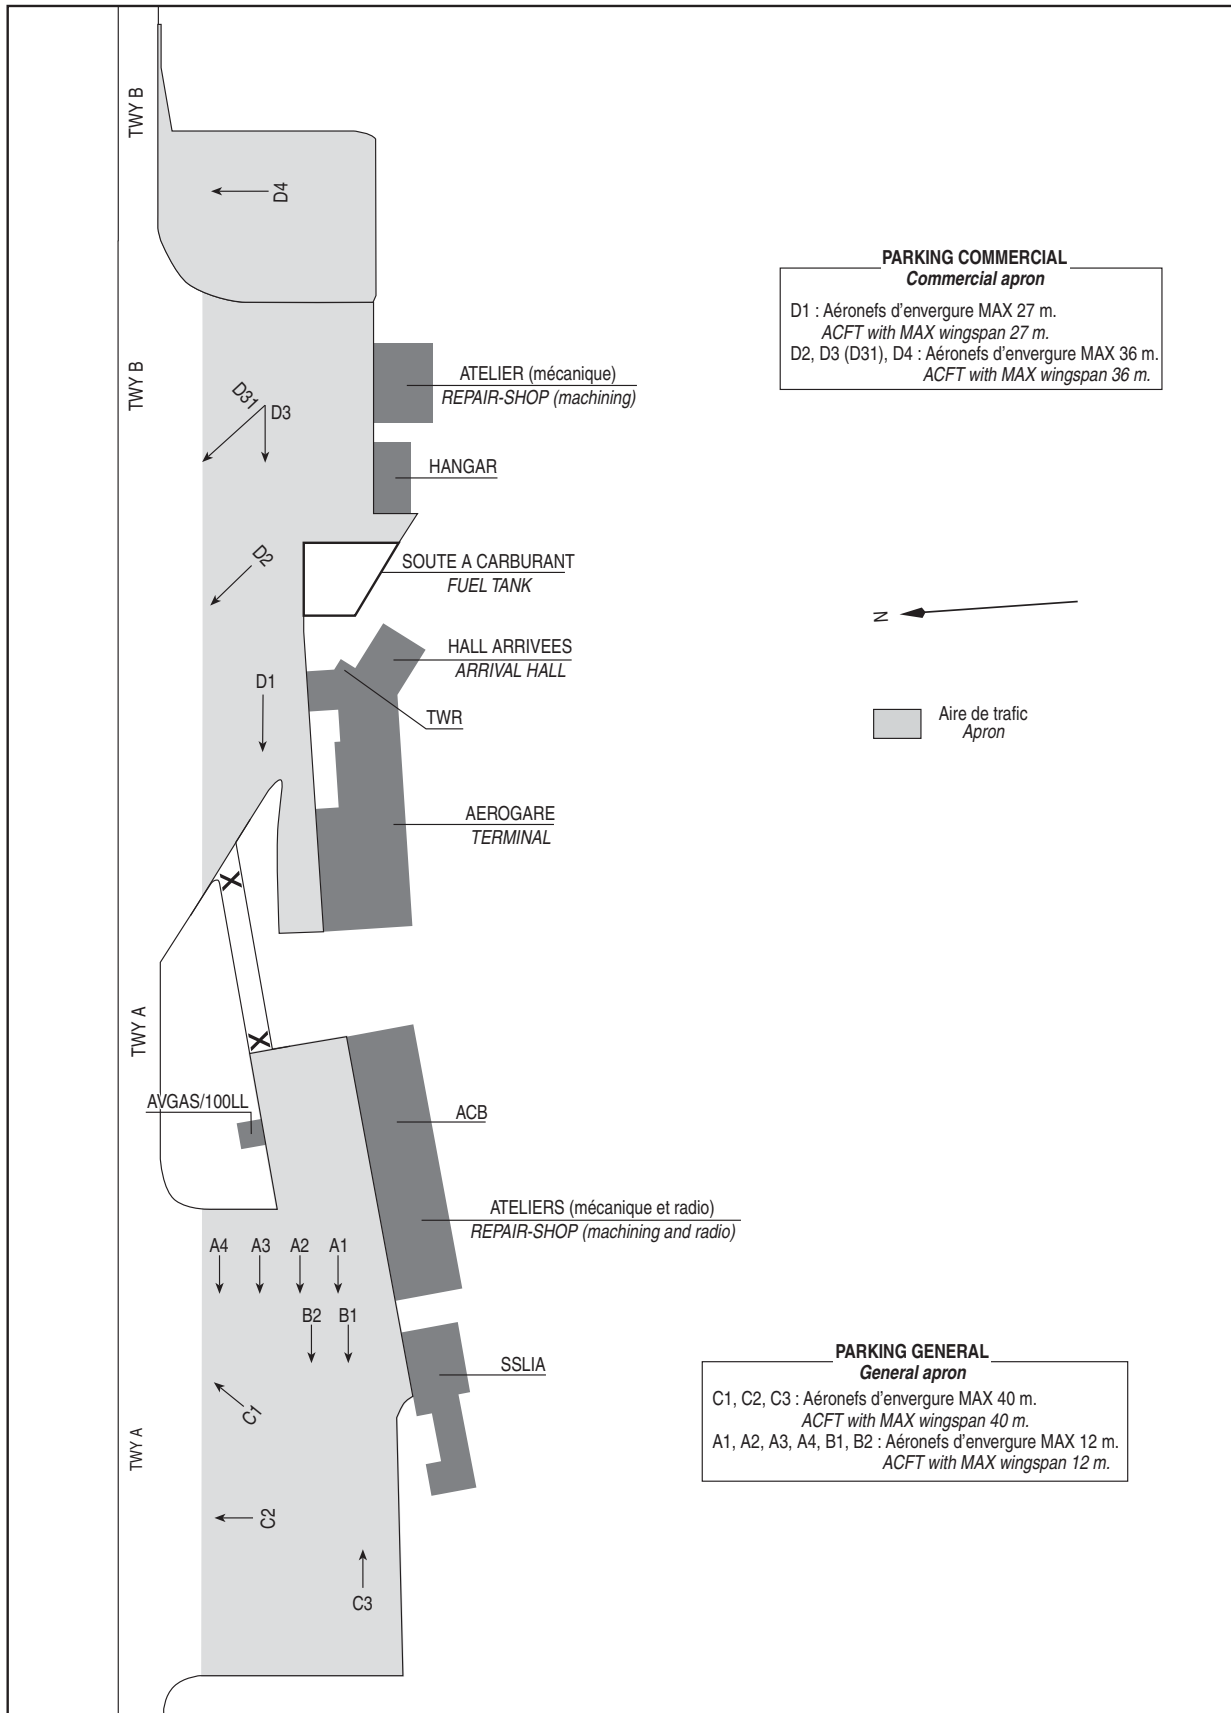 TWY B
D4
PARKING COMMERCIAL
Commercial apron
D1 : Aéronefs d'envergure MAX 27 m.
ACFT with MAX wingspan 27 m.
D2, D3 (D31), D4 : Aéronefs d'envergure MAX 36 m.
ACFT with MAX wingspan 36 m.
TWY B
ATELIER (mécanique)
REPAIR-SHOP (machining)
D31
D3
HANGAR
D2
SOUTE A CARBURANT
FUEL TANK
N
HALL ARRIVEES
ARRIVAL HALL
D1
TWR
Aire de trafic
Apron
AEROGARE
TERMINAL
X
TWY A
X
AVGAS/100LL
ACB
ATELIERS (mécanique et radio)
REPAIR-SHOP (machining and radio)
A4 A3 A2 A1
B2 B1
SSLIA
PARKING GENERAL
General apron
C1, C2, C3 : Aéronefs d'envergure MAX 40 m.
ACFT with MAX wingspan 40 m.
A1, A2, A3, A4, B1, B2 : Aéronefs d'envergure MAX 12 m.
ACFT with MAX wingspan 12 m.
C1
TWY A
C2
C3